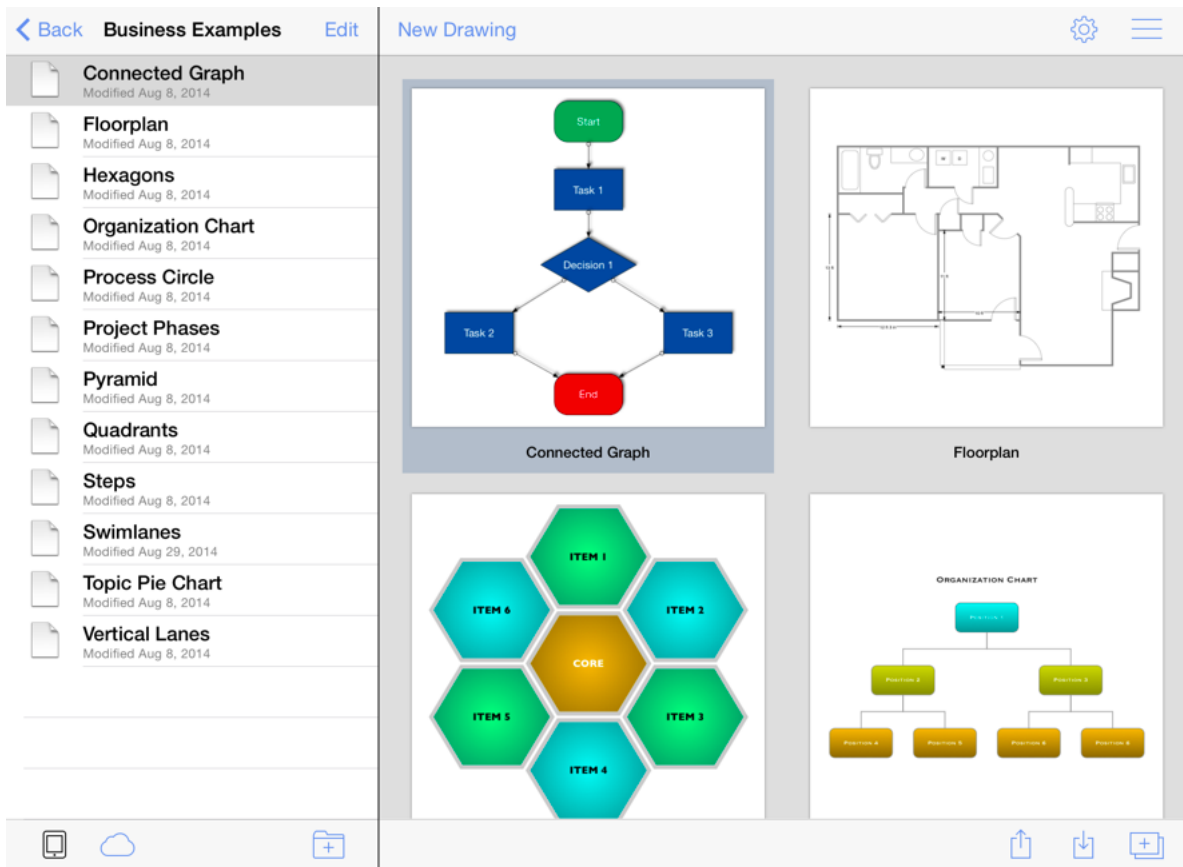 Back Business Examples Edit
Connected Graph
Modified Aug 8, 2014
Floorplan
Modified Aug 8, 2014
Hexagons
Modified Aug 8, 2014
Organization Chart
Modified Aug 8, 2014
Process Circle
Modified Aug 8, 2014
Project Phases
Modified Aug 8, 2014
Pyramid
Modified Aug 8, 2014
Quadrants
Modified Aug 8, 2014
Steps
Modified Aug 8, 2014
Swimlanes
Modified Aug 29, 2014
Topic Pie Chart
Modified Aug 8, 2014
Vertical Lanes
Modified Aug 8, 2014
New Drawing
Start
Task 1
Decision 1
Task 2 Task 3
End
Connected Graph
Floorplan
ITEM 1
ITEM 6 ITEM 2
CORE
ITEM 5 ITEM 3
ITEM 4
ORGANIZATION CHART
POSITION 1
POSITION 2 POSITION 3
POSITION 4 POSITION 5 POSITION 6 POSITION 6